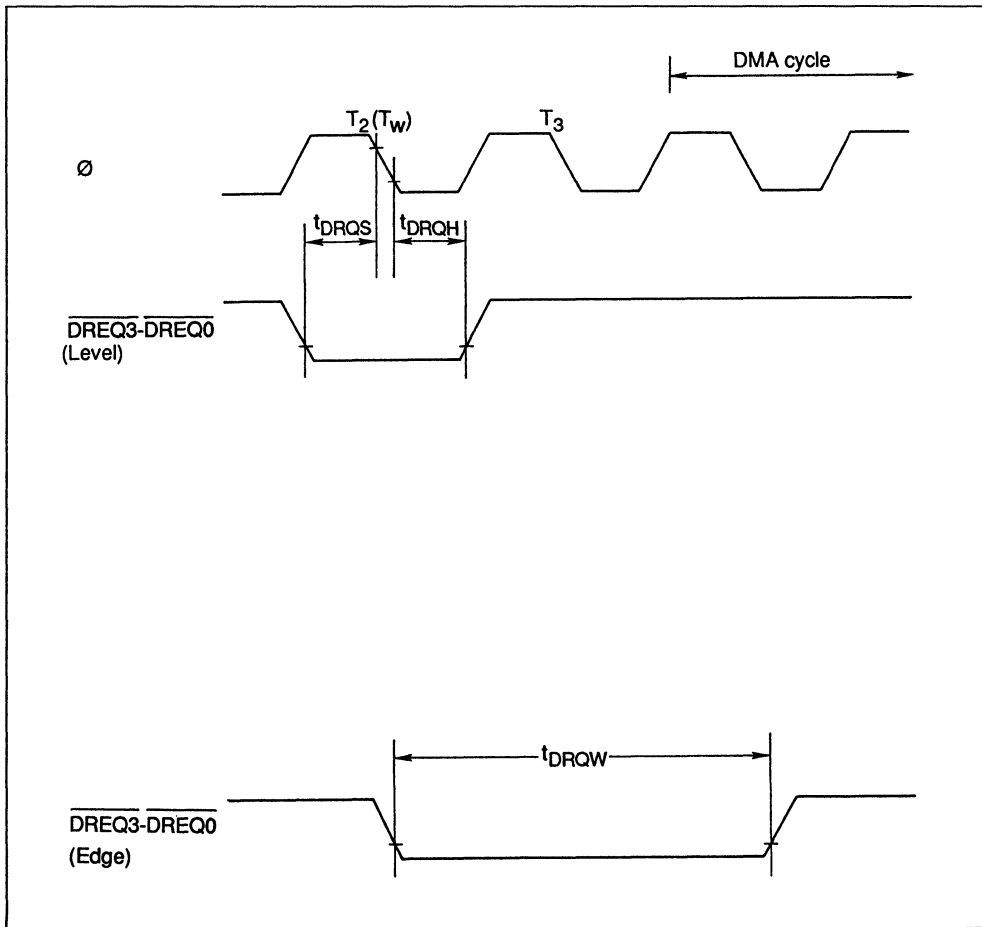 DMA cycle
T2(TW) T3
Ø
tDRQS tDRQH
DREQ3-DREQ0
(Level)
tDRQW
DREQ3-DREQ0
(Edge)